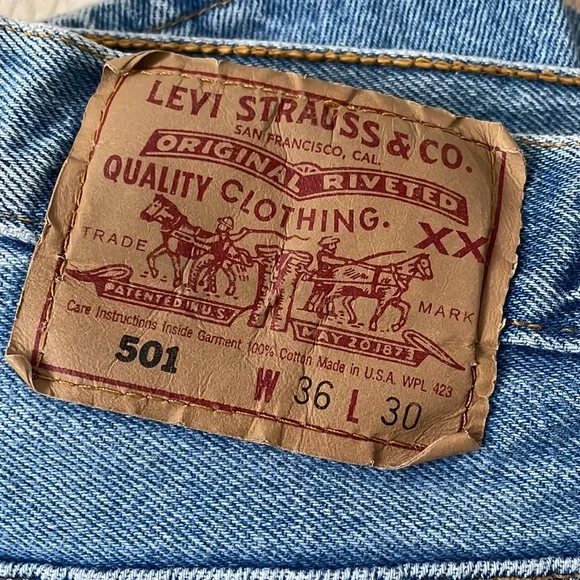 LEVI STRAUSS & CO.
SAN FRANCISCO, CAL.
ORIGINAL RIVETED
QUALITY CLOTHING.
XX
TRADE MARK
PATENTED IN U.S. MAY 20 1873
Care Instructions Inside Garment 100% Cotton Made in U.S.A. WPL 423
501 W 36 L 30